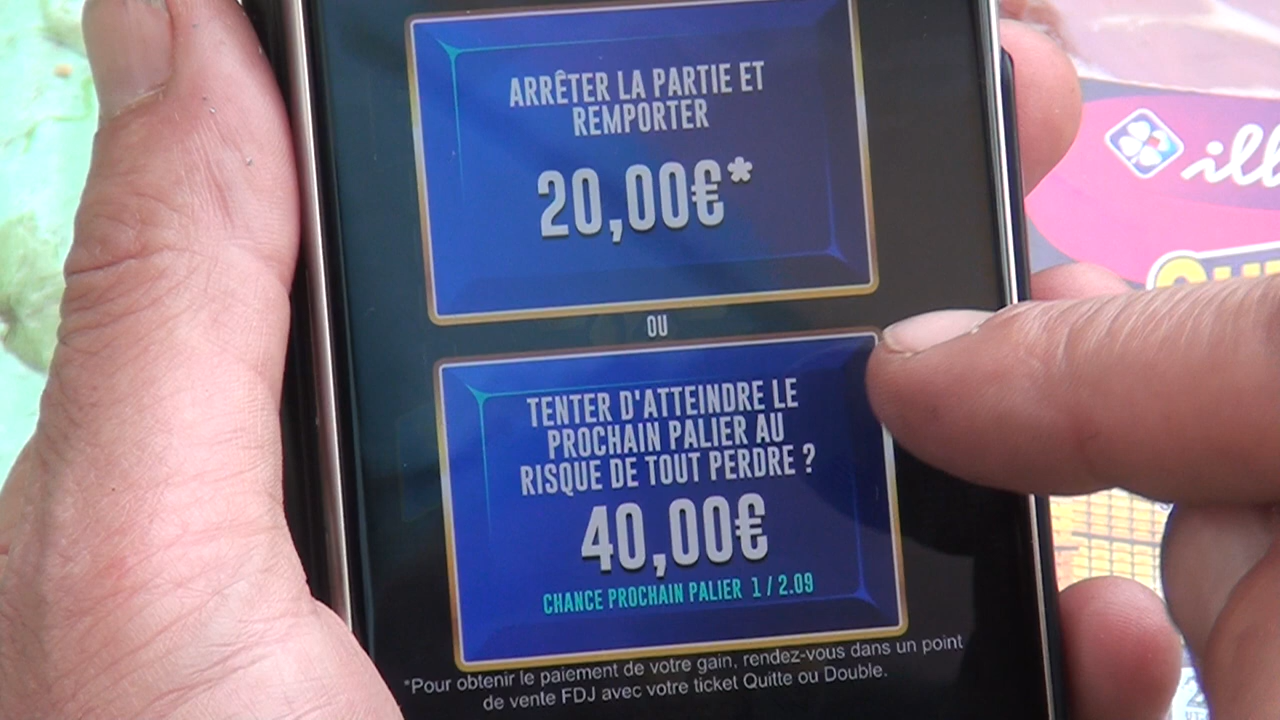 ARRÊTER LA PARTIE ET
REMPORTER
20,00€*
OU
TENTER D'ATTEINDRE LE
PROCHAIN PALIER AU
RISQUE DE TOUT PERDRE ?
40,00€
CHANCE PROCHAIN PALIER 1 / 2.09
*Pour obtenir le paiement de votre gain, rendez-vous dans un point
de vente FDJ avec votre ticket Quitte ou Double.